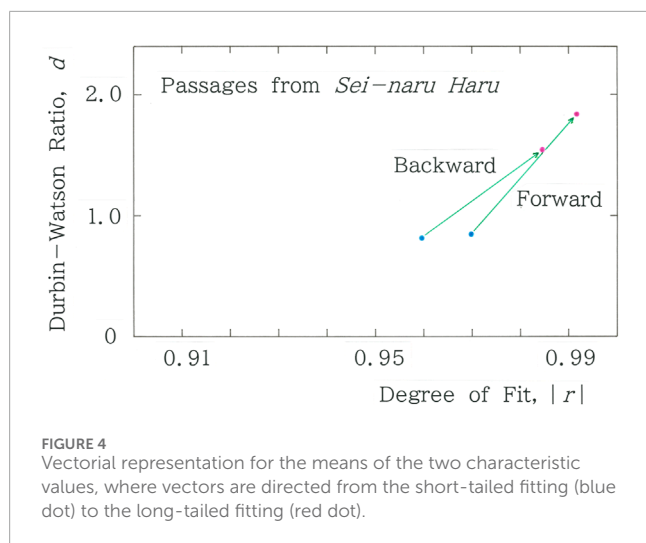 Durbin−Watson Ratio, d
2.0
1.0
0
Passages from Sei−naru Haru
Backward
Forward
0.91
0.95
0.99
Degree of Fit, |r|
FIGURE 4
Vectorial representation for the means of the two characteristic
values, where vectors are directed from the short-tailed fitting (blue
dot) to the long-tailed fitting (red dot).